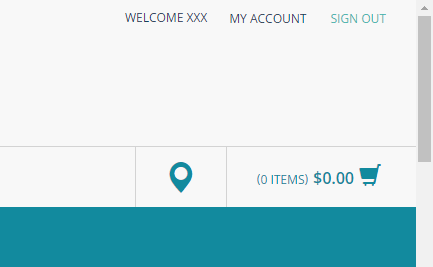 WELCOME XXX MY ACCOUNT SIGN OUT
(0 ITEMS) $0.00